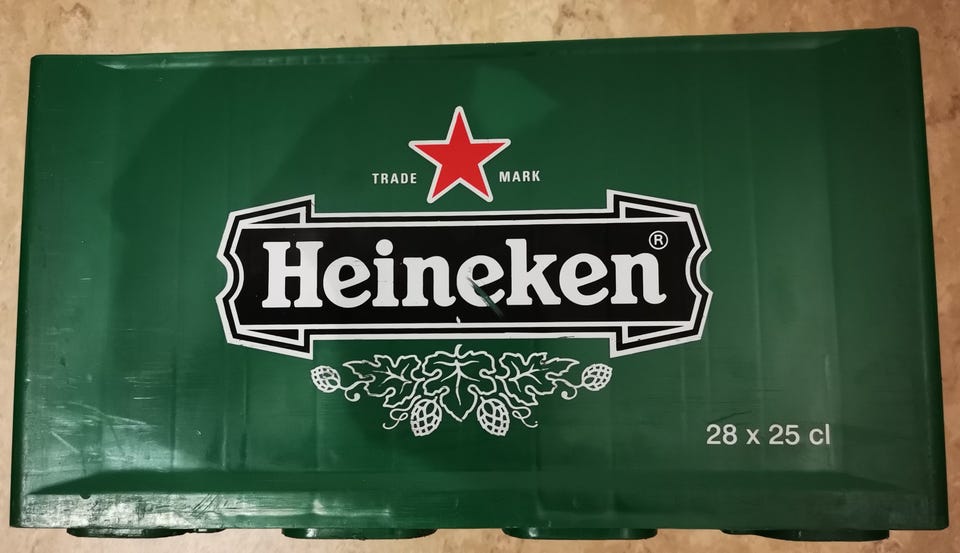 TRADE MARK
Heineken®
28 x 25 cl